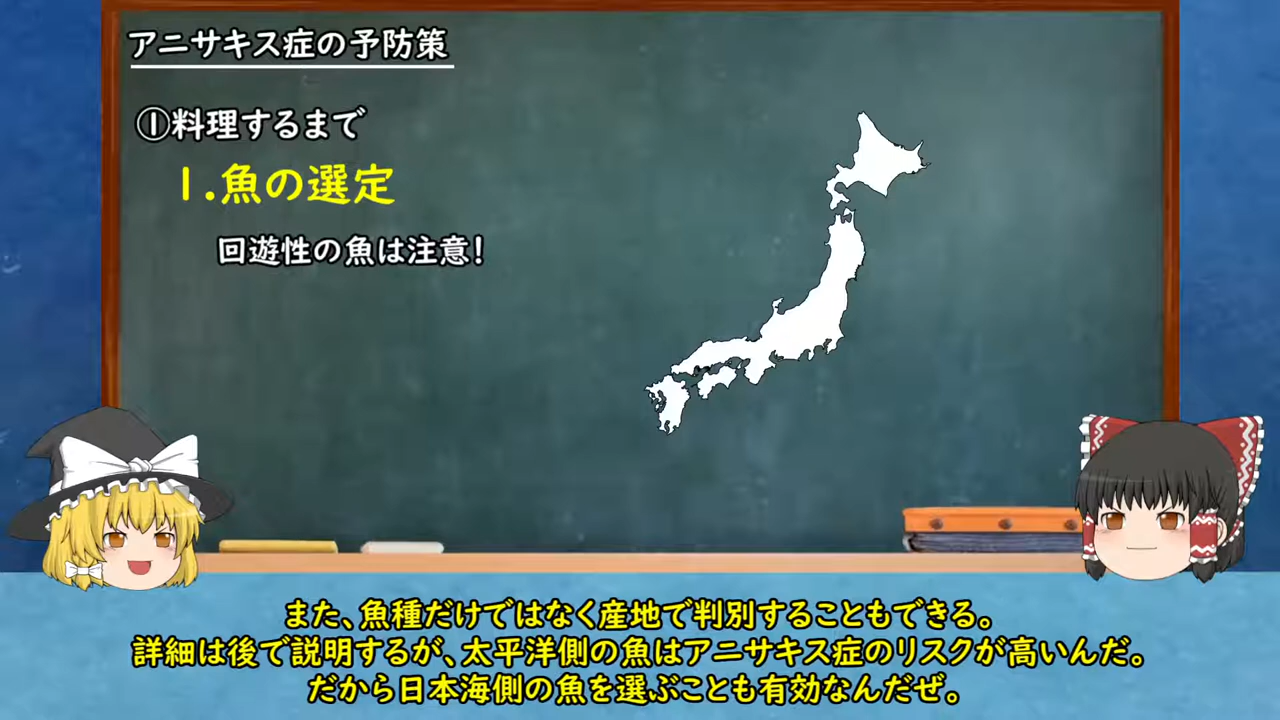 アニサキス症の予防策
①料理するまで
1.魚の選定
回遊性の魚は注意!
また、魚種だけではなく産地で判別することもできる。
詳細は後で説明するが、太平洋側の魚はアニサキス症のリスクが高いんだ。
だから日本海側の魚を選ぶことも有効なんだぜ。